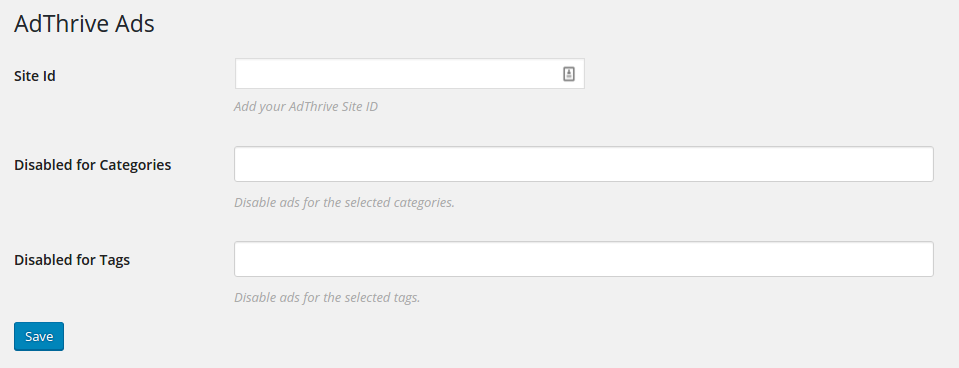 AdThrive Ads
Site Id
Add your AdThrive Site ID
Disabled for Categories
Disable ads for the selected categories.
Disabled for Tags
Disable ads for the selected tags.
Save